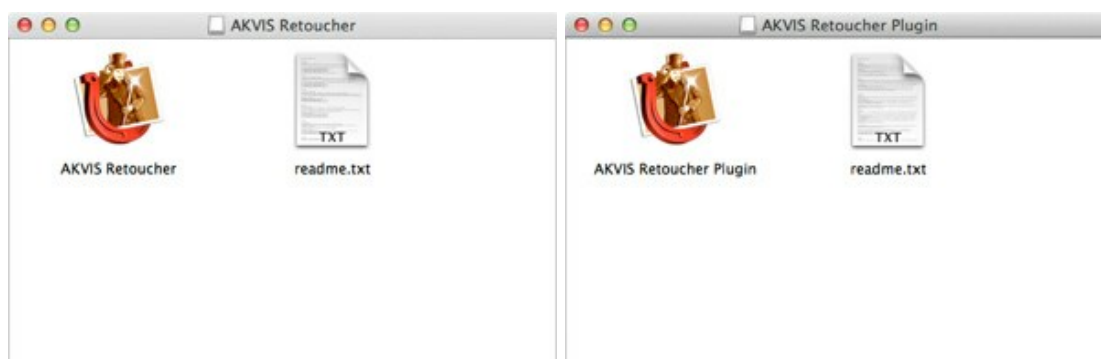 AKVIS Retoucher
TXT
AKVIS Retoucher
readme.txt
AKVIS Retoucher Plugin
TXT
AKVIS Retoucher Plugin
readme.txt